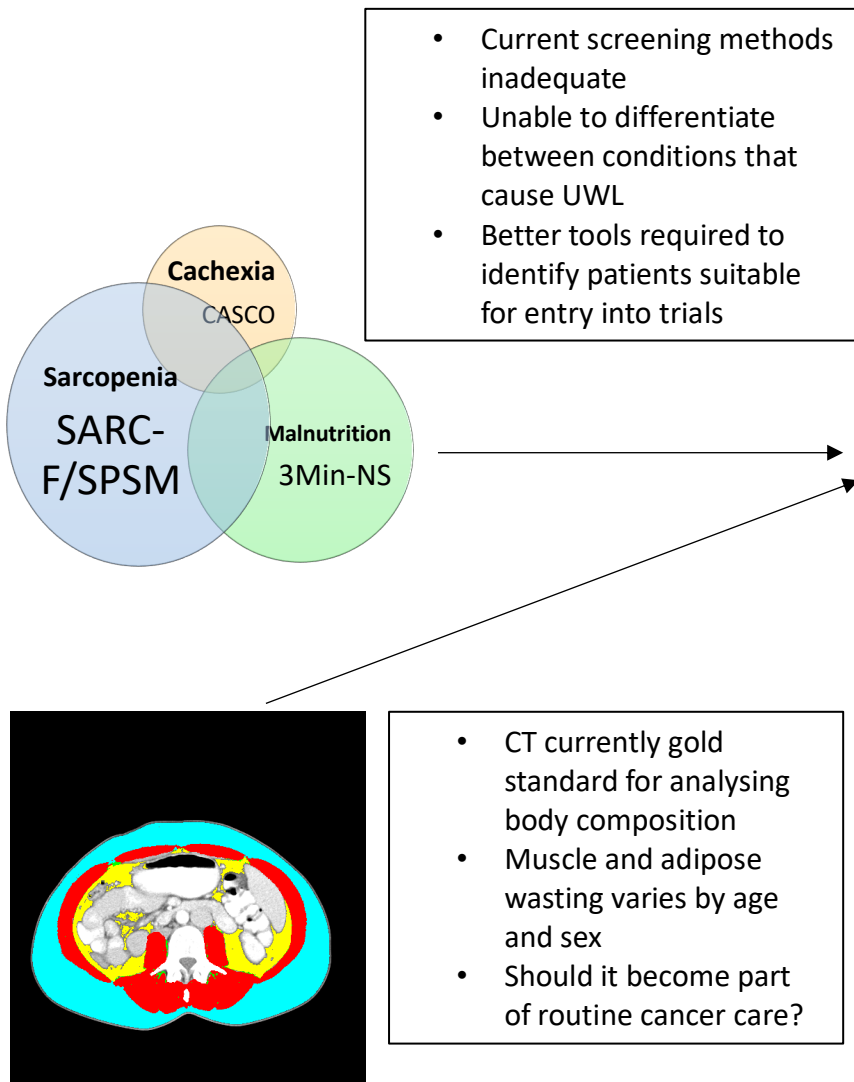 • Current screening methods
inadequate
• Unable to differentiate
between conditions that
cause UWL
• Better tools required to
identify patients suitable
for entry into trials
Cachexia
CASCO
Sarcopenia
SARC-
F/SPSM
Malnutrition
3Min-NS
• CT currently gold
standard for analysing
body composition
• Muscle and adipose
wasting varies by age
and sex
• Should it become part
of routine cancer care?